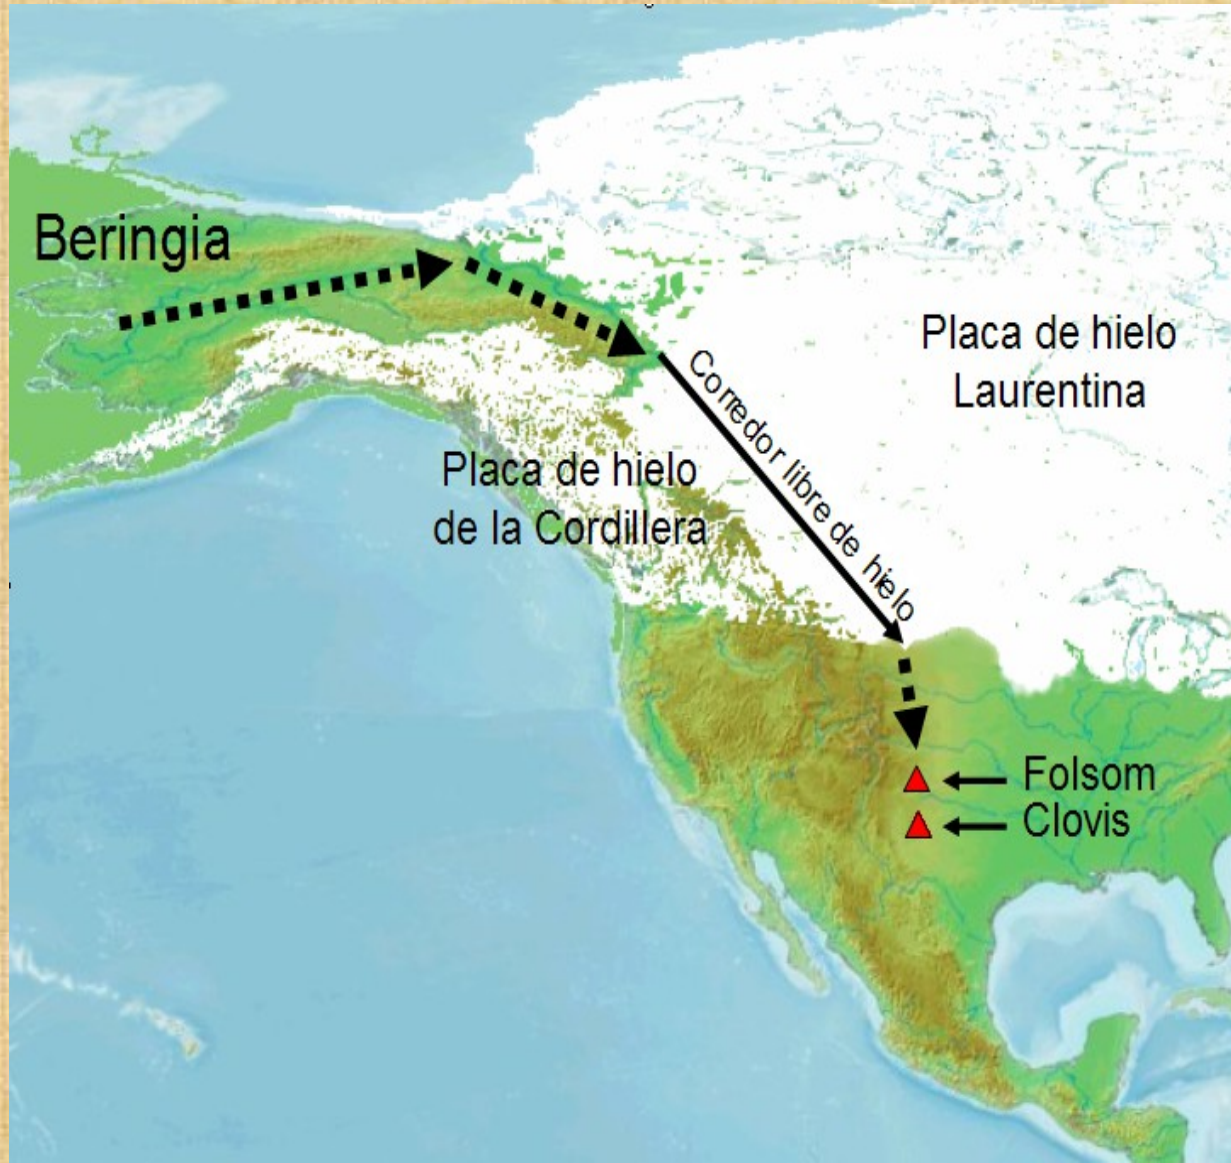 Beringia
Placa de hielo
Laurentina
Corredor libre de hielo
Placa de hielo
de la Cordillera
Folsom
Clovis